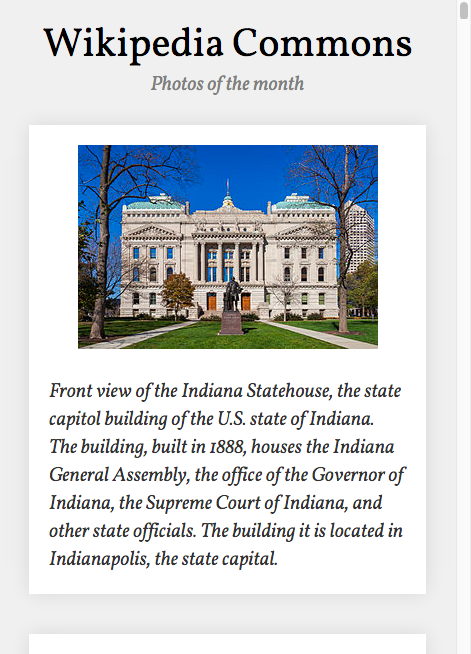 Wikipedia Commons
Photos of the month
Front view of the Indiana Statehouse, the state
capitol building of the U.S. state of Indiana.
The building, built in 1888, houses the Indiana
General Assembly, the office of the Governor of
Indiana, the Supreme Court of Indiana, and
other state officials. The building it is located in
Indianapolis, the state capital.